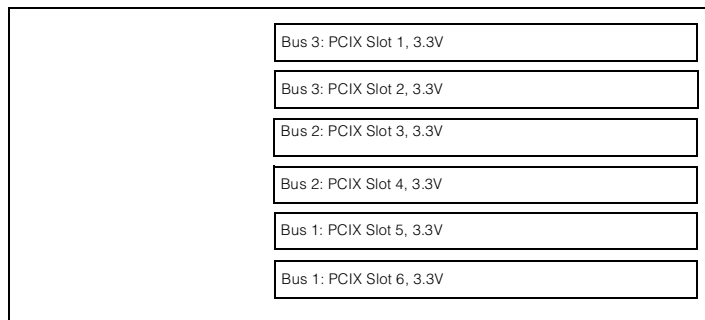 Bus 3: PCIX Slot 1, 3.3V
Bus 3: PCIX Slot 2, 3.3V
Bus 2: PCIX Slot 3, 3.3V
Bus 2: PCIX Slot 4, 3.3V
Bus 1: PCIX Slot 5, 3.3V
Bus 1: PCIX Slot 6, 3.3V